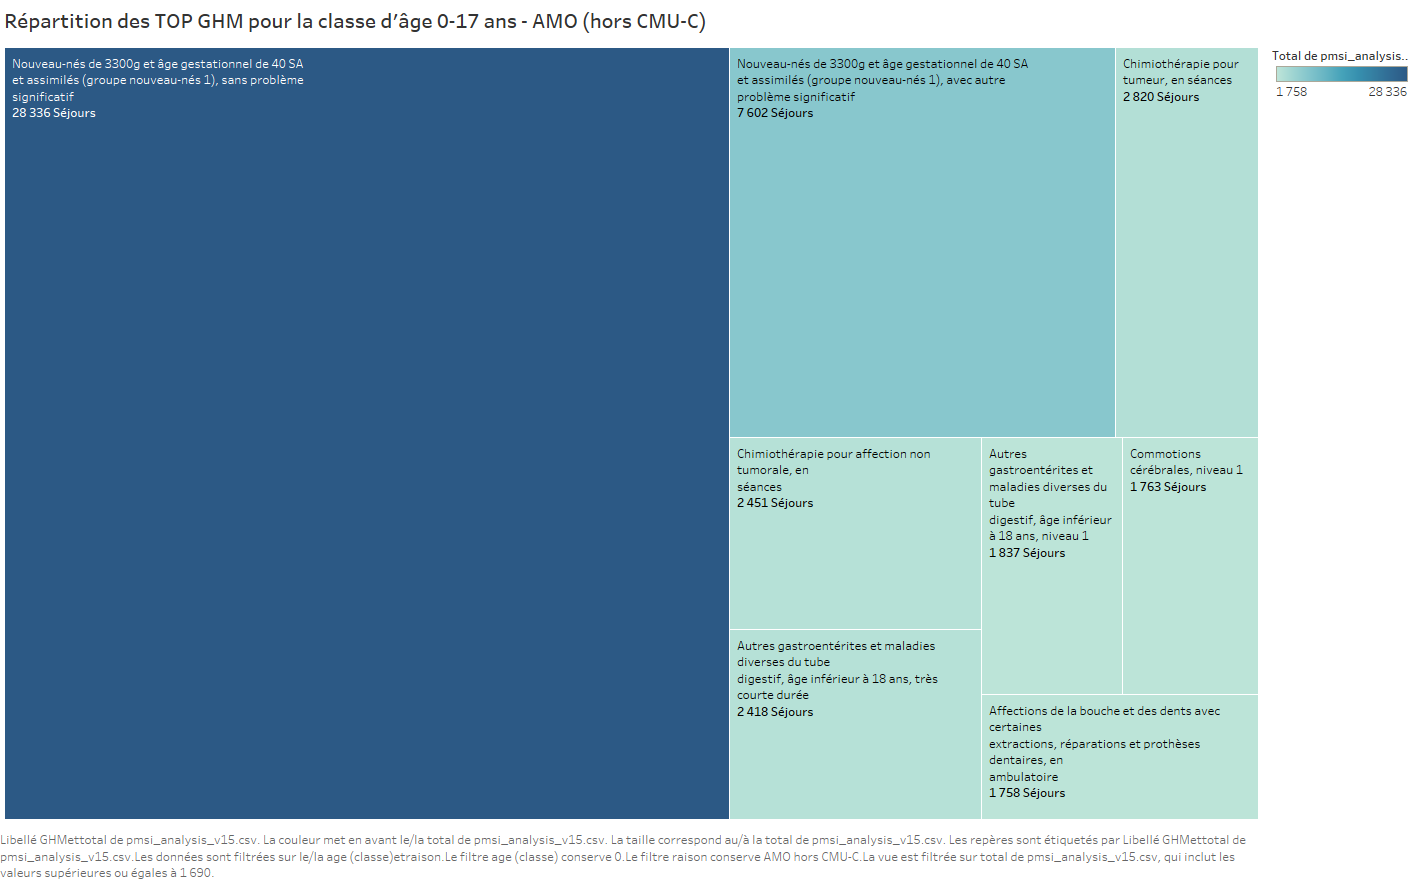 Répartition des TOP GHM pour la classe d’âge 0-17 ans - AMO (hors CMU-C)
Nouveau-nés de 3300g et âge gestationnel de 40 SA
et assimilés (groupe nouveau-nés 1), sans problème
significatif
28 336 Séjours
Nouveau-nés de 3300g et âge gestationnel de 40 SA
et assimilés (groupe nouveau-nés 1), avec autre
problème significatif
7 602 Séjours
Chimiothérapie pour
tumeur, en séances
2 820 Séjours
Total de pmsi_analysis..
1 758
28 336
Chimiothérapie pour affection non
tumorale, en
séances
2 451 Séjours
Autres
gastroentérites et
maladies diverses du
tube
digestif, âge inférieur
à 18 ans, niveau 1
1 837 Séjours
Commotions
cérébrales, niveau 1
1 763 Séjours
Autres gastroentérites et maladies
diverses du tube
digestif, âge inférieur à 18 ans, très
courte durée
2 418 Séjours
Affections de la bouche et des dents avec
certaines
extractions, réparations et prothèses
dentaires, en
ambulatoire
1 758 Séjours
Libellé GHMettotal de pmsi_analysis_v15.csv. La couleur met en avant le/la total de pmsi_analysis_v15.csv. La taille correspond au/à la total de pmsi_analysis_v15.csv. Les repères sont étiquetés par Libellé GHMettotal de
pmsi_analysis_v15.csv.Les données sont filtrées sur le/la age (classe)etraison.Le filtre age (classe) conserve 0.Le filtre raison conserve AMO hors CMU-C.La vue est filtrée sur total de pmsi_analysis_v15.csv, qui inclut les
valeurs supérieures ou égales à 1 690.